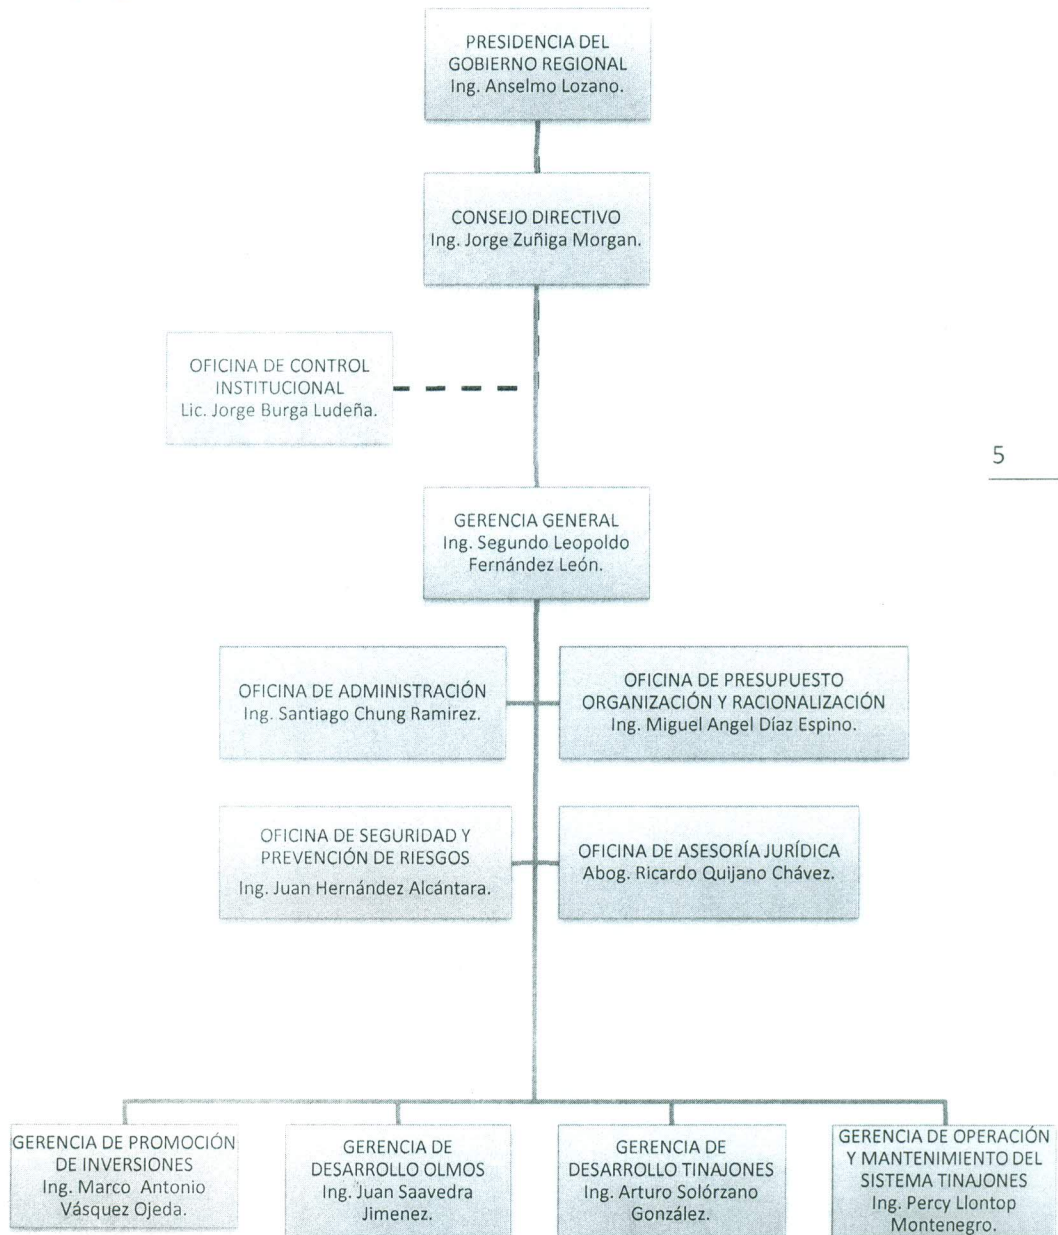 PRESIDENCIA DEL
GOBIERNO REGIONAL
Ing. Anselmo Lozano.
CONSEJO DIRECTIVO
Ing. Jorge Zuñiga Morgan.
OFICINA DE CONTROL
INSTITUCIONAL
Lic. Jorge Burga Ludeña.
5
GERENCIA GENERAL
Ing. Segundo Leopoldo
Fernández León.
OFICINA DE ADMINISTRACIÓN
Ing. Santiago Chung Ramirez.
OFICINA DE PRESUPUESTO
ORGANIZACIÓN Y RACIONALIZACIÓN
Ing. Miguel Angel Díaz Espino.
OFICINA DE SEGURIDAD Y
PREVENCIÓN DE RIESGOS
Ing. Juan Hernández Alcántara.
OFICINA DE ASESORÍA JURÍDICA
Abog. Ricardo Quijano Chávez.
GERENCIA DE PROMOCIÓN
DE INVERSIONES
Ing. Marco Antonio
Vásquez Ojeda.
GERENCIA DE
DESARROLLO OLMOS
Ing. Juan Saavedra
Jimenez.
GERENCIA DE
DESARROLLO TINAJONES
Ing. Arturo Solórzano
González.
GERENCIA DE OPERACIÓN
Y MANTENIMIENTO DEL
SISTEMA TINAJONES
Ing. Percy Llontop
Montenegro.